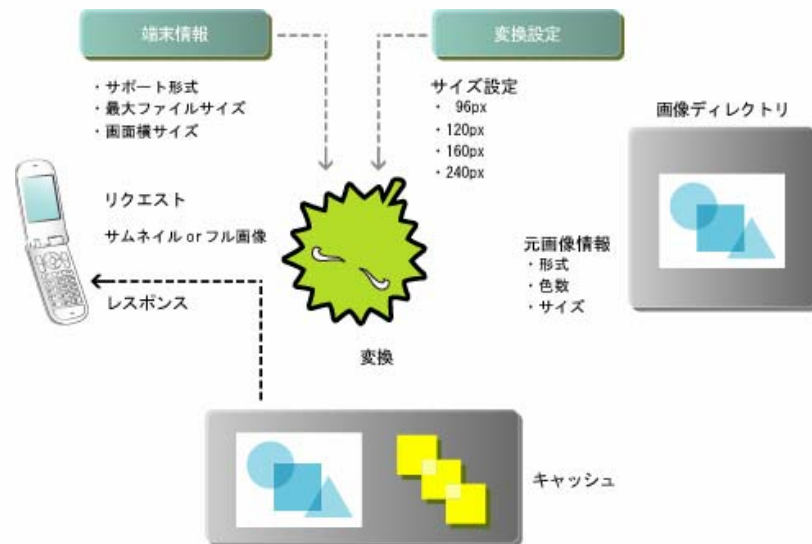 端末情報
・サポート形式
・最大ファイルサイズ
・画面横サイズ
変換設定
サイズ設定
・ 96px
・120px
・160px
・240px
画像ディレクトリ
リクエスト
サムネイル or フル画像
元画像情報
・形式
・色数
・サイズ
レスポンス
変換
キャッシュ